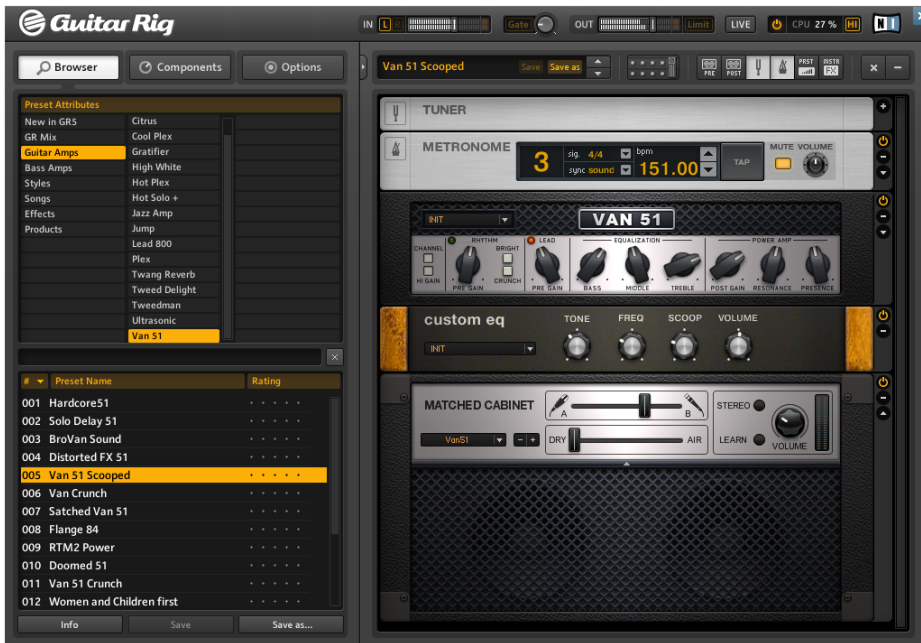 Guitar Rig
IN L R Gate OUT Limit LIVE CPU 27 % HI N I
Browser Components Options
Van 51 Scooped Save Save as PRE POST PRST MSTR FX
Preset Attributes
New in GR5 Citrus
GR Mix Cool Plex
Guitar Amps Gratifier
Bass Amps High White
Styles Hot Plex
Songs Hot Solo +
Effects Jazz Amp
Products Jump
Lead 800
Plex
Twang Reverb
Tweed Delight
Tweedman
Ultrasonic
Van 51
# Preset Name Rating
001 Hardcore51
002 Solo Delay 51
003 BroVan Sound
004 Distorted FX 51
005 Van 51 Scooped
006 Van Crunch
007 Satched Van 51
008 Flange 84
009 RTM2 Power
010 Doomed 51
011 Van 51 Crunch
012 Women and Children first
Info Save Save as...
TUNER
METRONOME 3 sig. 4/4 bpm MUTE VOLUME
sync sound 151.00 TAP
INIT VAN 51
RHYTHM LEAD EQUALIZATION POWER AMP
CHANNEL BRIGHT
HI GAIN PRE GAIN CRUNCH PRE GAIN BASS MIDDLE TREBLE POST GAIN RESONANCE PRESENCE
custom eq TONE FREQ SCOOP VOLUME
INIT
MATCHED CABINET A B STEREO
Van51 - + DRY AIR LEARN VOLUME